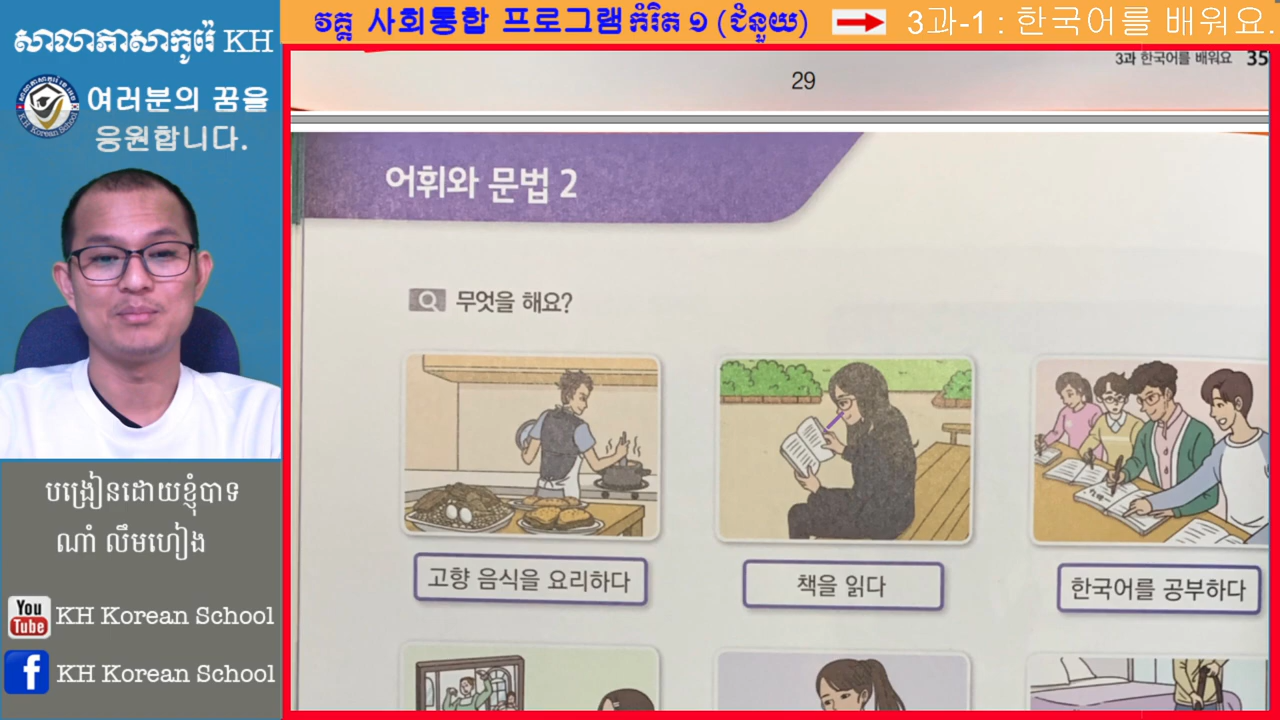 សាលាភាសាកូរ៉េ KH
여러분의 꿈을
응원합니다.
បង្រៀនដោយខ្ញុំបាទ
ណាំ លឹមហៀង
You Tube KH Korean School
f KH Korean School
វគ្គ 사회통합 프로그램 កំរិត ១ (ជំនួយ) 3과-1 : 한국어를 배워요.
3과 한국어를 배워요 35
29
어휘와 문법 2
무엇을 해요?
고향 음식을 요리하다
책을 읽다
한국어를 공부하다